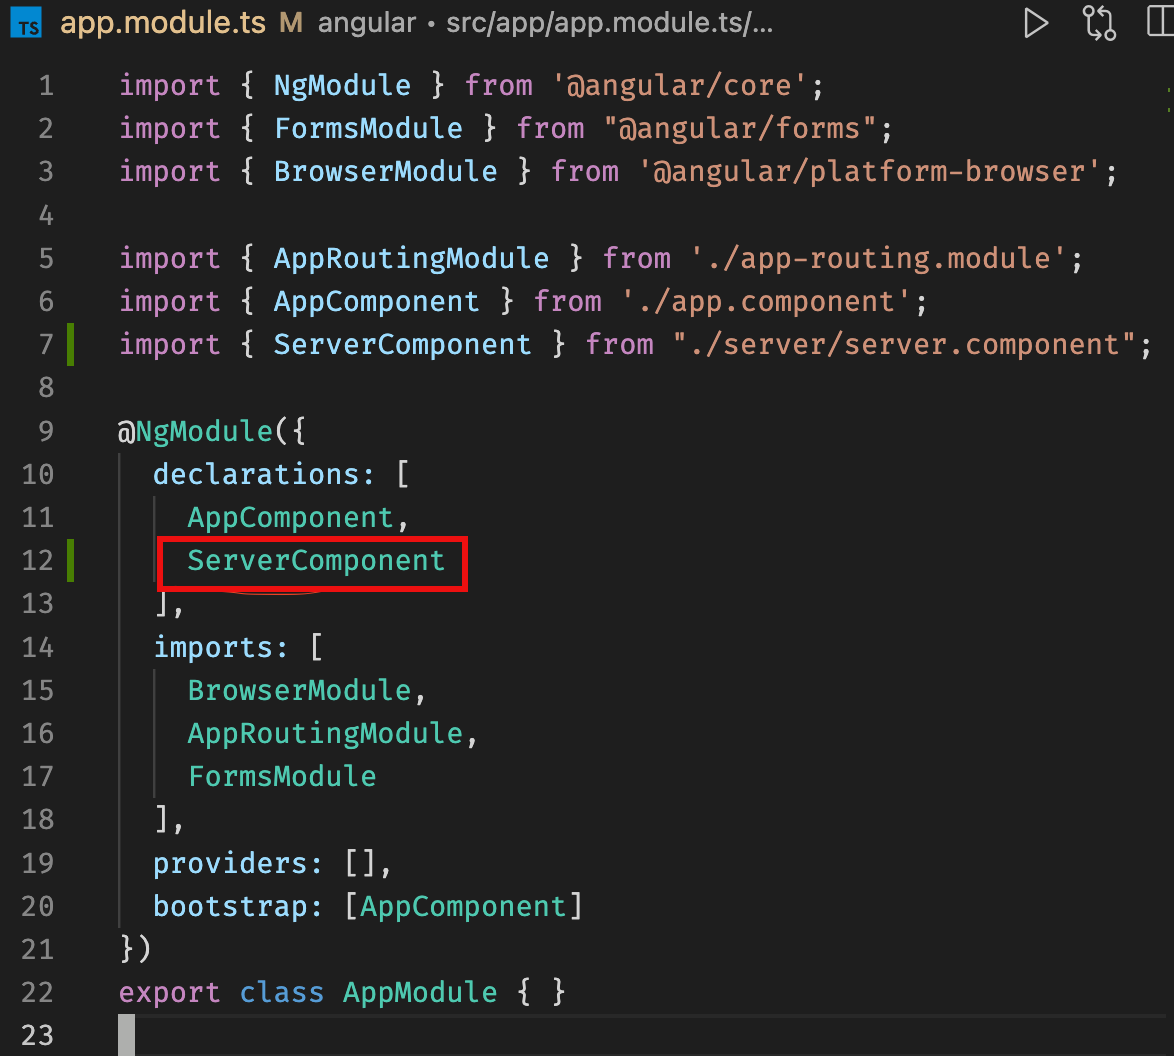 TS app.module.ts M angular • src/app/app.module.ts/...
1 import { NgModule } from '@angular/core';
2 import { FormsModule } from "@angular/forms";
3 import { BrowserModule } from '@angular/platform-browser';
4
5 import { AppRoutingModule } from './app-routing.module';
6 import { AppComponent } from './app.component';
7 import { ServerComponent } from "./server/server.component";
8
9 @NgModule({
10   declarations: [
11     AppComponent,
12     ServerComponent
13   ],
14   imports: [
15     BrowserModule,
16     AppRoutingModule,
17     FormsModule
18   ],
19   providers: [],
20   bootstrap: [AppComponent]
21 })
22 export class AppModule { }
23